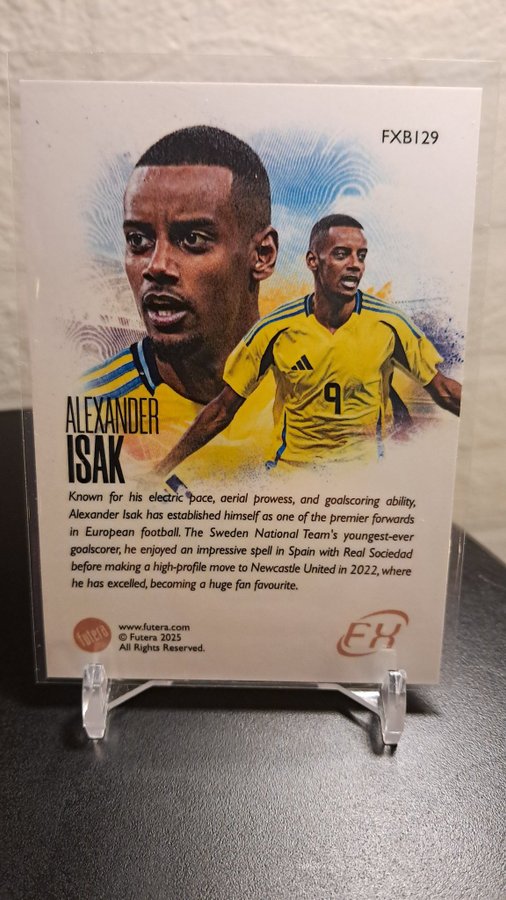 FXB129
9
ALEXANDER
ISAK
Known for his electric pace, aerial prowess, and goalscoring ability,
Alexander Isak has established himself as one of the premier forwards
in European football. The Sweden National Team's youngest-ever
goalscorer, he enjoyed an impressive spell in Spain with Real Sociedad
before making a high-profile move to Newcastle United in 2022, where
he has excelled, becoming a huge fan favourite.
futera
www.futera.com
© Futera 2025
All Rights Reserved.
FX